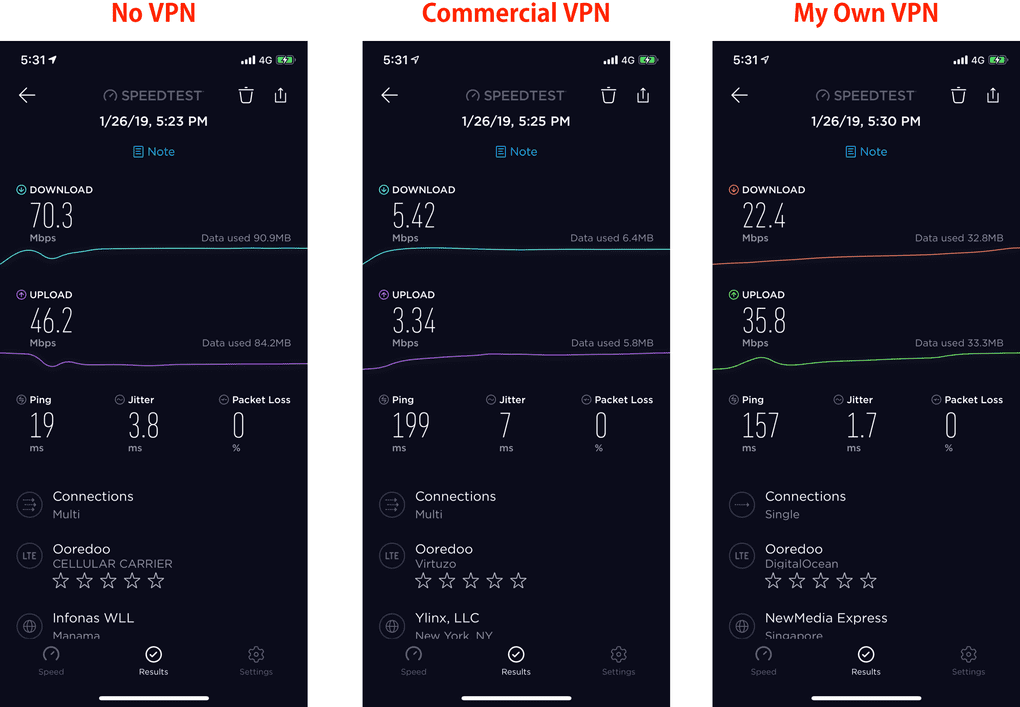 No VPN
5:31
4G
SPEEDTEST
1/26/19, 5:23 PM
Note
DOWNLOAD
70.3
Mbps
Data used 90.9MB
UPLOAD
46.2
Mbps
Data used 84.2MB
Ping Jitter Packet Loss
19 3.8 0
ms ms %
Connections
Multi
LTE
Ooredoo
CELLULAR CARRIER
Infonas WLL
Manama
Speed Results Settings
Commercial VPN
5:31
4G
SPEEDTEST
1/26/19, 5:25 PM
Note
DOWNLOAD
5.42
Mbps
Data used 6.4MB
UPLOAD
3.34
Mbps
Data used 5.8MB
Ping Jitter Packet Loss
199 7 0
ms ms %
Connections
Multi
LTE
Ooredoo
Virtuzo
Ylinx, LLC
New York, NY
Speed Results Settings
My Own VPN
5:31
4G
SPEEDTEST
1/26/19, 5:30 PM
Note
DOWNLOAD
22.4
Mbps
Data used 32.8MB
UPLOAD
35.8
Mbps
Data used 33.3MB
Ping Jitter Packet Loss
157 1.7 0
ms ms %
Connections
Single
LTE
Ooredoo
DigitalOcean
NewMedia Express
Singapore
Speed Results Settings